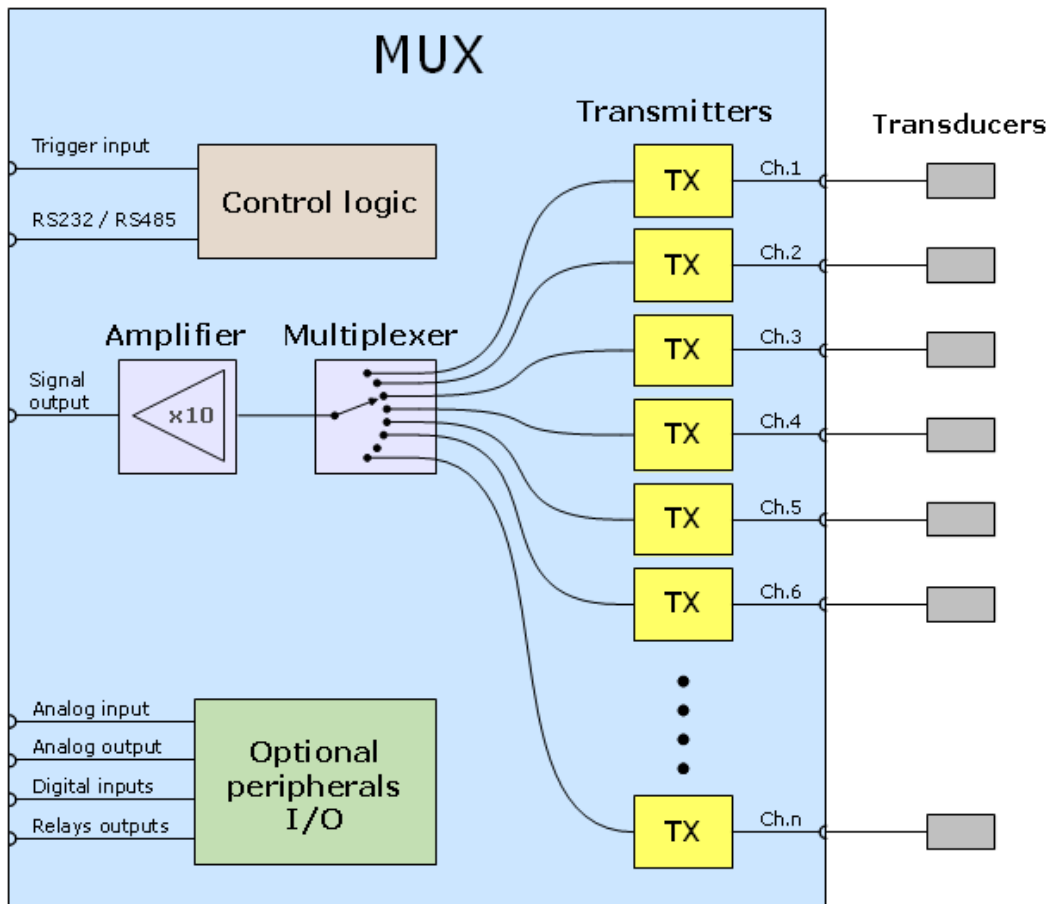 MUX
Transmitters
Transducers
Trigger input
RS232 / RS485
Control logic
TX
Ch.1
TX
Ch.2
Amplifier
Multiplexer
TX
Ch.3
Signal
output
x10
TX
Ch.4
TX
Ch.5
TX
Ch.6
Analog input
Analog output
Digital inputs
Relays outputs
Optional
peripherals
I/O
TX
Ch.n